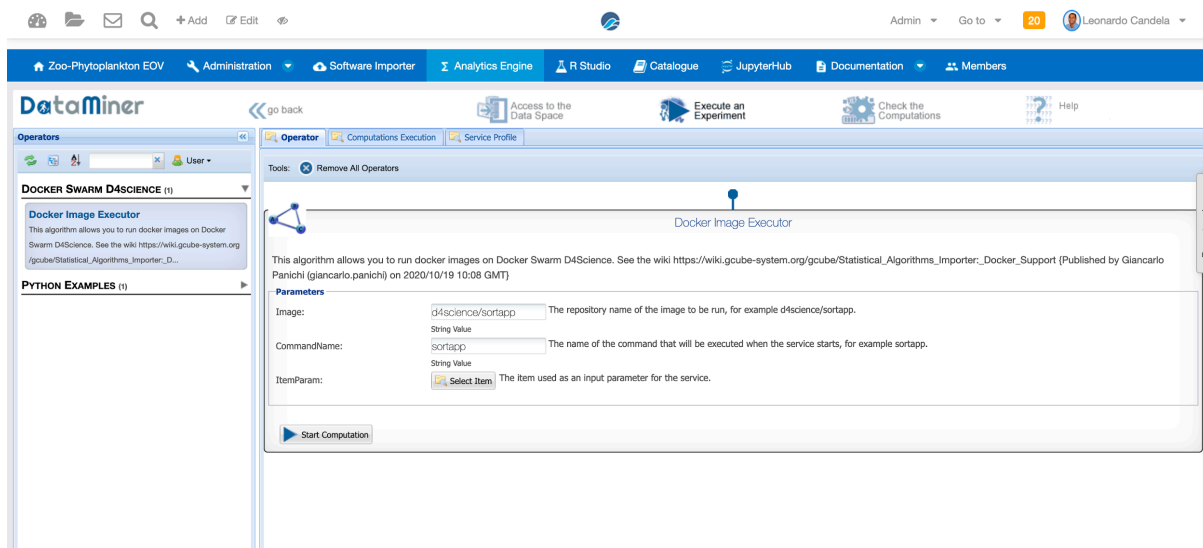 + Add Edit Admin Go to 20 Leonardo Candela
Zoo-Phytoplankton EOV Administration Software Importer Analytics Engine R Studio Catalogue JupyterHub Documentation Members
DataMiner go back Access to the Data Space Execute an Experiment Check the Computations Help
Operators
User
DOCKER SWARM D4SCIENCE (1)
Docker Image Executor
This algorithm allows you to run docker images on Docker
Swarm D4Science. See the wiki https://wiki.gcube-system.org
/gcube/Statistical_Algorithms_Importer:_D...
PYTHON EXAMPLES (1)
Operator Computations Execution Service Profile
Tools: Remove All Operators
Docker Image Executor
This algorithm allows you to run docker images on Docker Swarm D4Science. See the wiki https://wiki.gcube-system.org/gcube/Statistical_Algorithms_Importer:_Docker_Support {Published by Giancarlo
Panichi (giancarlo.panichi) on 2020/10/19 10:08 GMT}
Parameters
Image: d4science/sortapp The repository name of the image to be run, for example d4science/sortapp.
String Value
CommandName: sortapp The name of the command that will be executed when the service starts, for example sortapp.
String Value
ItemParam: Select Item The item used as an input parameter for the service.
Start Computation